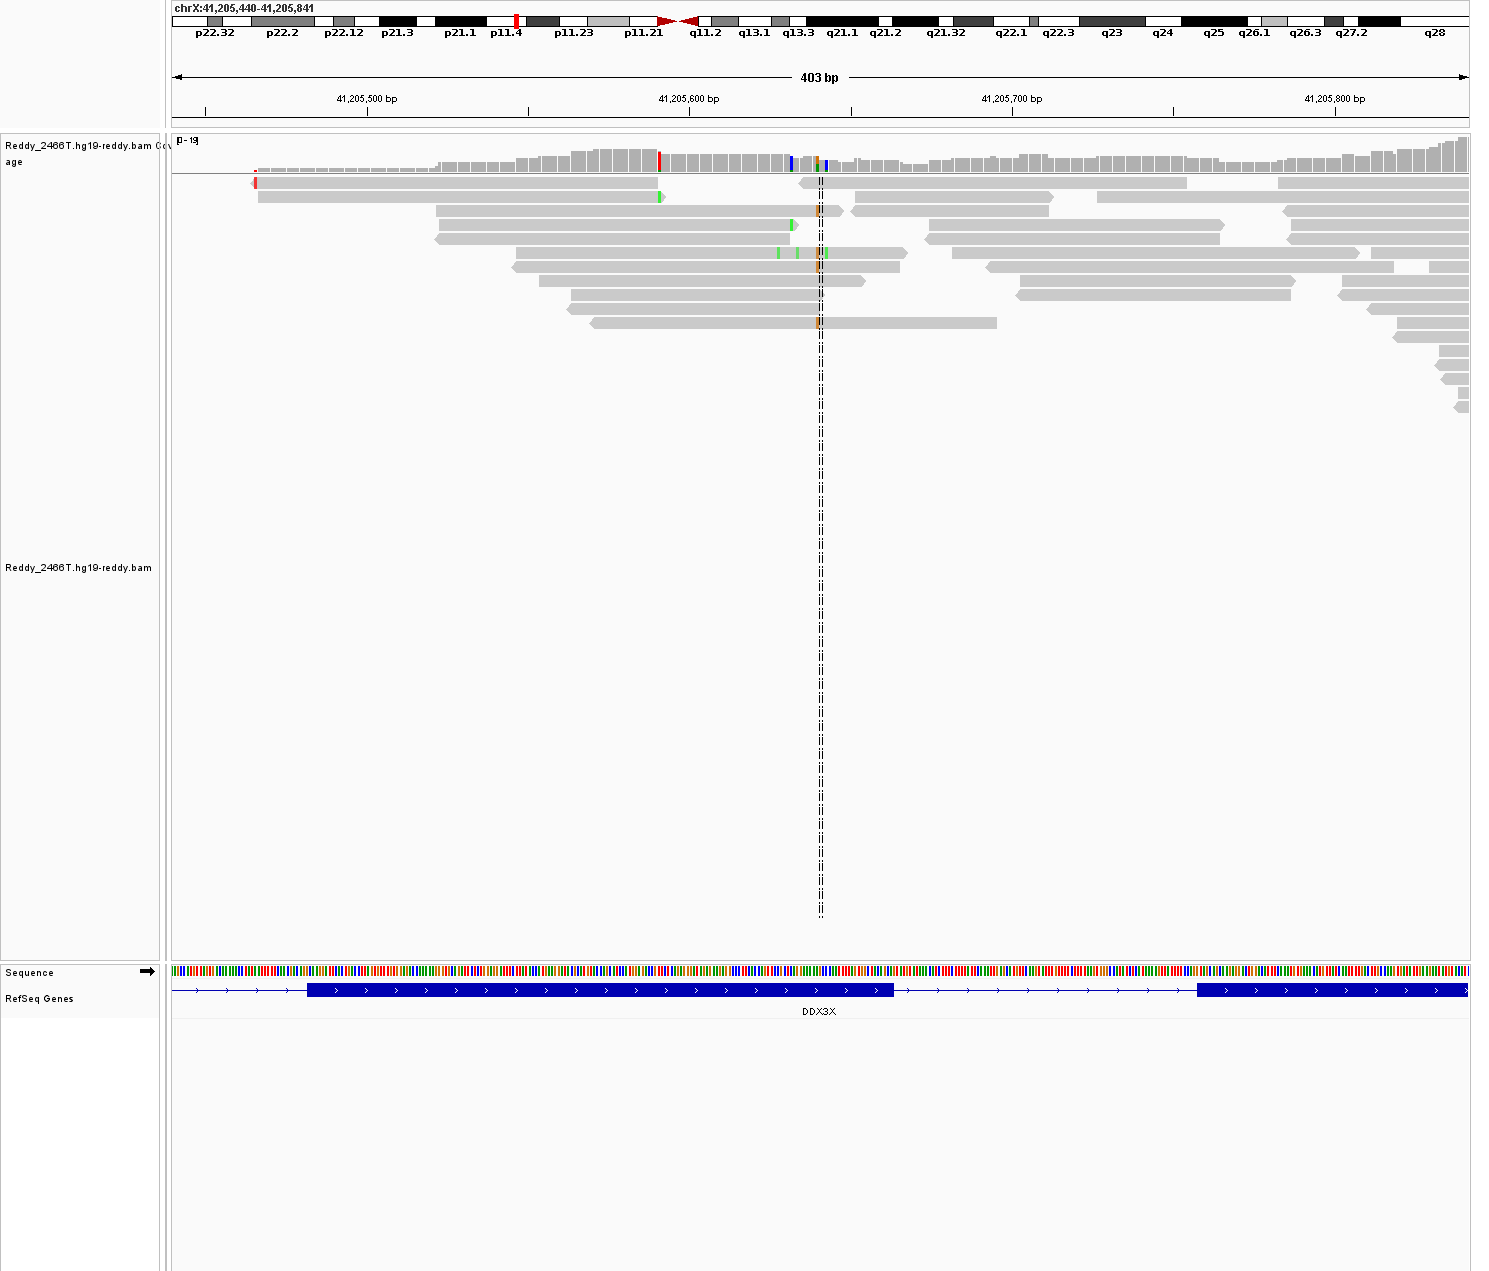 chrX:41,205,440-41,205,841
p22.32 p22.2 p22.12 p21.3 p21.1 p11.4 p11.23 p11.21 q11.2 q13.1 q13.3 q21.1 q21.2 q21.32 q22.1 q22.3 q23 q24 q25 q26.1 q26.3 q27.2 q28
403 bp
41,205,500 bp 41,205,600 bp 41,205,700 bp 41,205,800 bp
Reddy_2466T.hg19-reddy.bam Cov
age
[0 - 19]
Reddy_2466T.hg19-reddy.bam
Sequence
RefSeq Genes
DDX3X